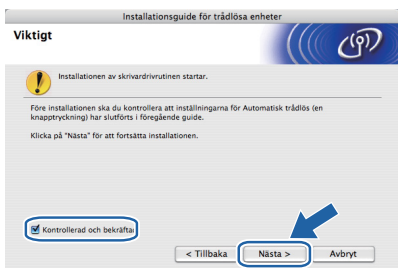 Installationsguide för trådlösa enheter
Viktigt
Installationen av skrivardrivrutinen startar.
Före installationen ska du kontrollera att inställningarna för Automatisk trådlös (en
knapptryckning) har slutförts i föregående guide.
Klicka på "Nästa" för att fortsätta installationen.
Kontrollerad och bekräftad
< Tillbaka
Nästa >
Avbryt